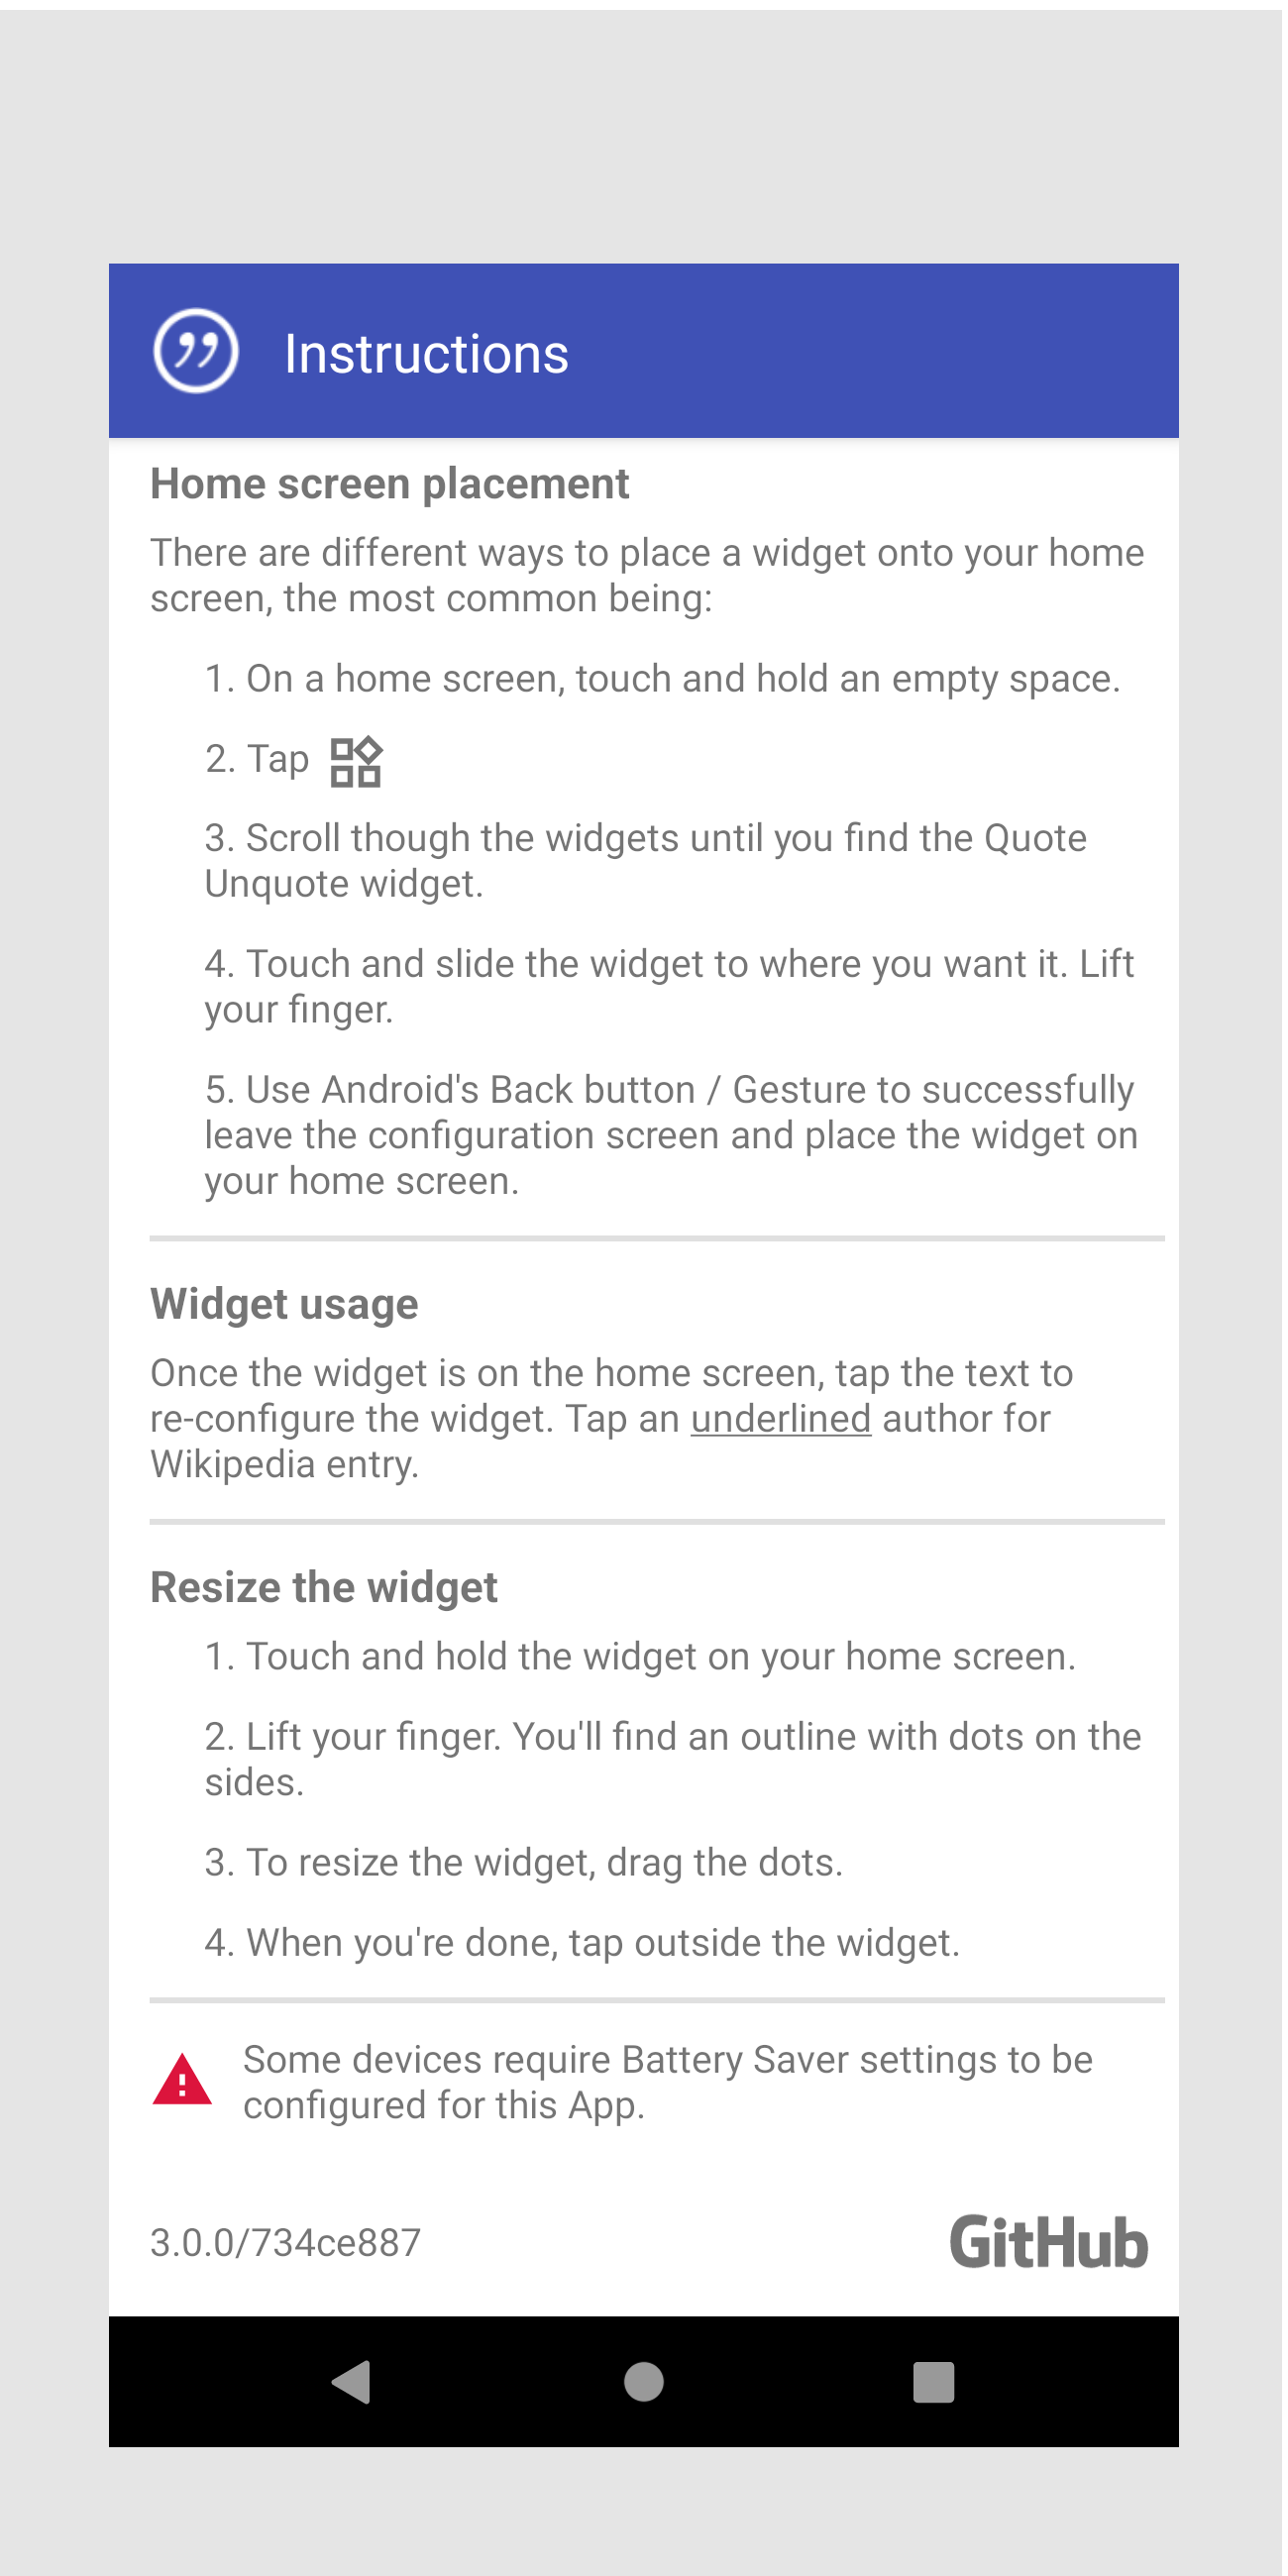 Instructions
Home screen placement
There are different ways to place a widget onto your home
screen, the most common being:
1. On a home screen, touch and hold an empty space.
2. Tap
3. Scroll though the widgets until you find the Quote
Unquote widget.
4. Touch and slide the widget to where you want it. Lift
your finger.
5. Use Android's Back button / Gesture to successfully
leave the configuration screen and place the widget on
your home screen.
Widget usage
Once the widget is on the home screen, tap the text to
re-configure the widget. Tap an underlined author for
Wikipedia entry.
Resize the widget
1. Touch and hold the widget on your home screen.
2. Lift your finger. You'll find an outline with dots on the
sides.
3. To resize the widget, drag the dots.
4. When you're done, tap outside the widget.
Some devices require Battery Saver settings to be
configured for this App.
3.0.0/734ce887
GitHub